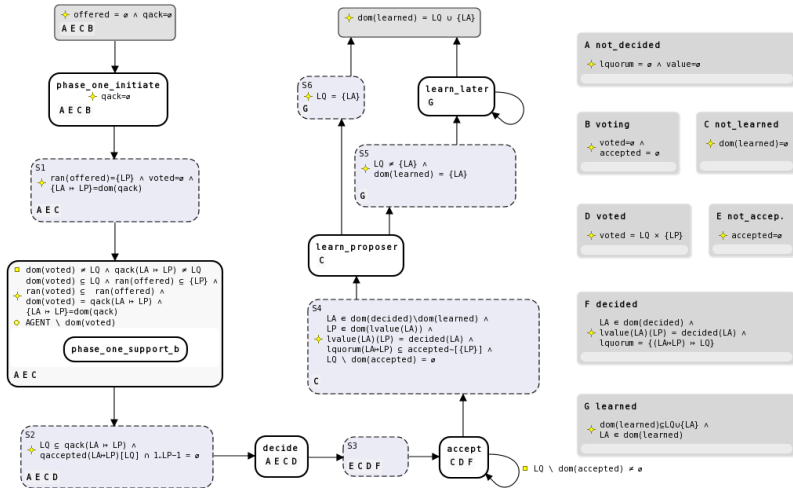 offered = ∅ ∧ qack=∅
A E C B
phase_one_initiate
qack=∅
A E C B
S1
ran(offered)={LP} ∧ voted=∅ ∧
{LA ↦ LP}=dom(qack)
A E C
dom(voted) ≠ LQ ∧ qack(LA ↦ LP) ≠ LQ
dom(voted) ⊆ LQ ∧ ran(offered) ⊆ {LP} ∧
ran(voted) ⊆ ran(offered) ∧
dom(voted) = qack(LA ↦ LP) ∧
{LA ↦ LP}=dom(qack)
AGENT \ dom(voted)
phase_one_support_b
A E C
S2
LQ ⊆ qack(LA ↦ LP) ∧
qaccepted(LA↦LP)[LQ] ∩ 1‥LP−1 = ∅
A E C D
decide
A E C D
S3
E C D F
accept
C D F
LQ \ dom(accepted) ≠ ∅
S4
LA ∈ dom(decided)\dom(learned) ∧
LP ∈ dom(lvalue(LA)) ∧
lvalue(LA)(LP) = decided(LA) ∧
lquorum(LA↦LP) ⊆ accepted~[{LP}] ∧
LQ \ dom(accepted) = ∅
C
learn_proposer
C
S5
LQ ≠ {LA} ∧
dom(learned) = {LA}
G
S6
LQ = {LA}
G
learn_later
G
dom(learned) = LQ ∪ {LA}
A not_decided
lquorum = ∅ ∧ value=∅
B voting
voted=∅ ∧
accepted = ∅
C not_learned
dom(learned)=∅
D voted
voted = LQ × {LP}
E not_accep.
accepted=∅
F decided
LA ∈ dom(decided) ∧
lvalue(LA)(LP) = decided(LA) ∧
lquorum = {(LA↦LP) ↦ LQ}
G learned
dom(learned)⊆LQ∪{LA} ∧
LA ∈ dom(learned)